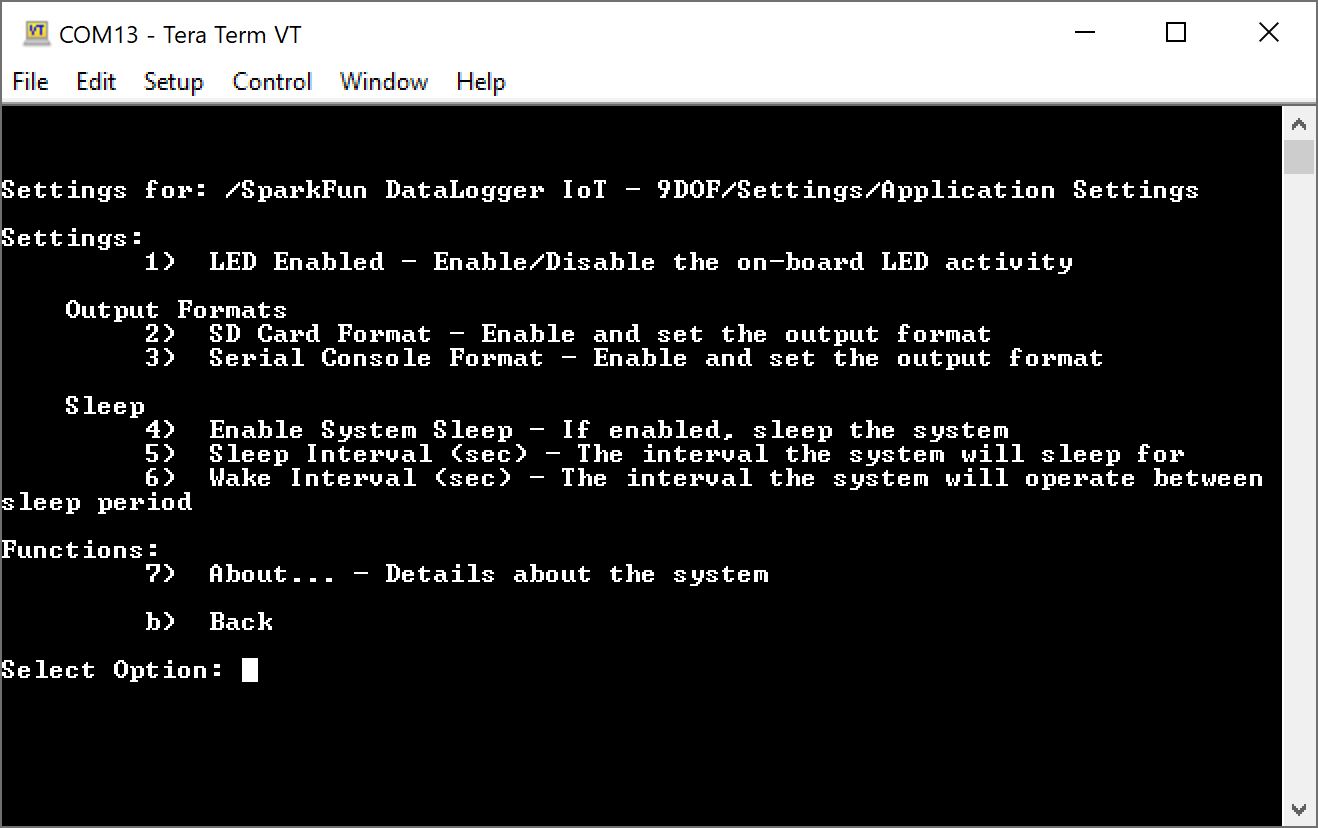 COM13 - Tera Term VT
File Edit Setup Control Window Help
Settings for: /SparkFun DataLogger IoT - 9DOF/Settings/Application Settings
Settings:
1) LED Enabled - Enable/Disable the on-board LED activity
Output Formats
2) SD Card Format - Enable and set the output format
3) Serial Console Format - Enable and set the output format
Sleep
4) Enable System Sleep - If enabled, sleep the system
5) Sleep Interval (sec) - The interval the system will sleep for
6) Wake Interval (sec) - The interval the system will operate between
sleep period
Functions:
7) About... - Details about the system
b) Back
Select Option: